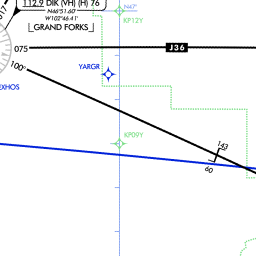 112.9 DIK (VH) (H) 76
N46°51.60'
W102°46.41'
GRAND FORKS
N47°
KP12Y
017
075
J36
YARGR
100°
EXHOS
KP09Y
143
60